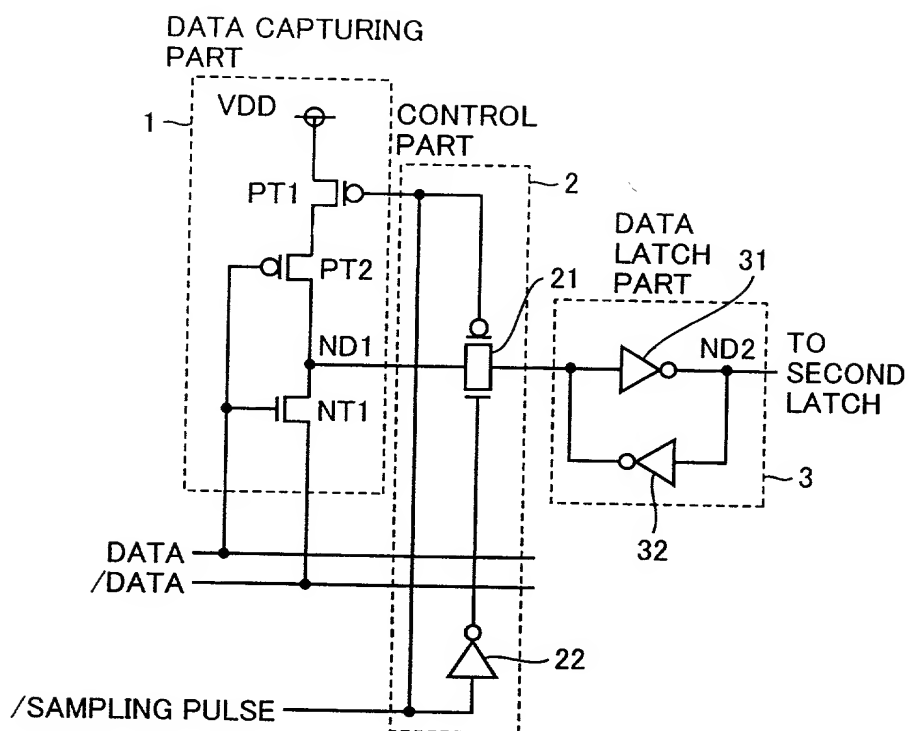 DATA CAPTURING
PART
1
VDD
CONTROL
PART
2
PT1
DATA
LATCH
PART
31
PT2
21
ND1
ND2
TO
SECOND
LATCH
NT1
3
32
DATA
/DATA
22
/SAMPLING PULSE